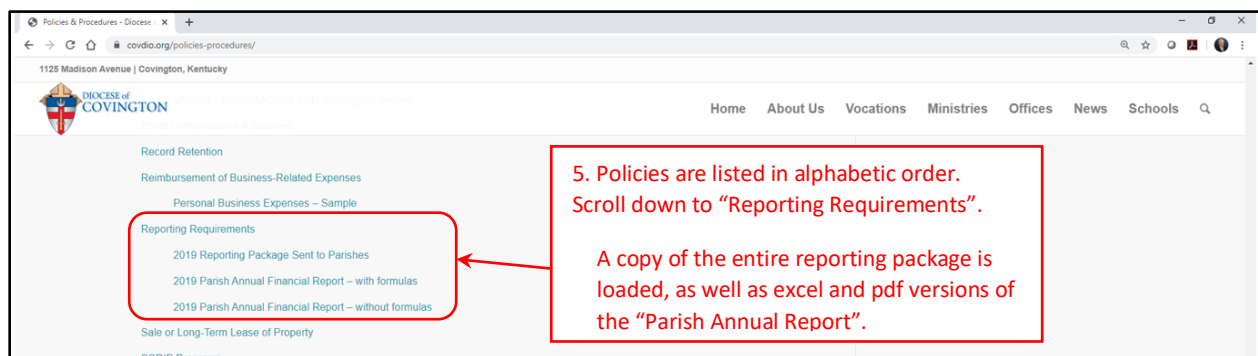 Policies & Procedures - Diocese
covdio.org/policies-procedures/
1125 Madison Avenue | Covington, Kentucky
DIOCESE of
COVINGTON
Home About Us Vocations Ministries Offices News Schools
Record Retention
Reimbursement of Business-Related Expenses
Personal Business Expenses – Sample
Reporting Requirements
2019 Reporting Package Sent to Parishes
2019 Parish Annual Financial Report – with formulas
2019 Parish Annual Financial Report – without formulas
Sale or Long-Term Lease of Property
5. Policies are listed in alphabetic order.
Scroll down to “Reporting Requirements”.
A copy of the entire reporting package is
loaded, as well as excel and pdf versions of
the “Parish Annual Report”.